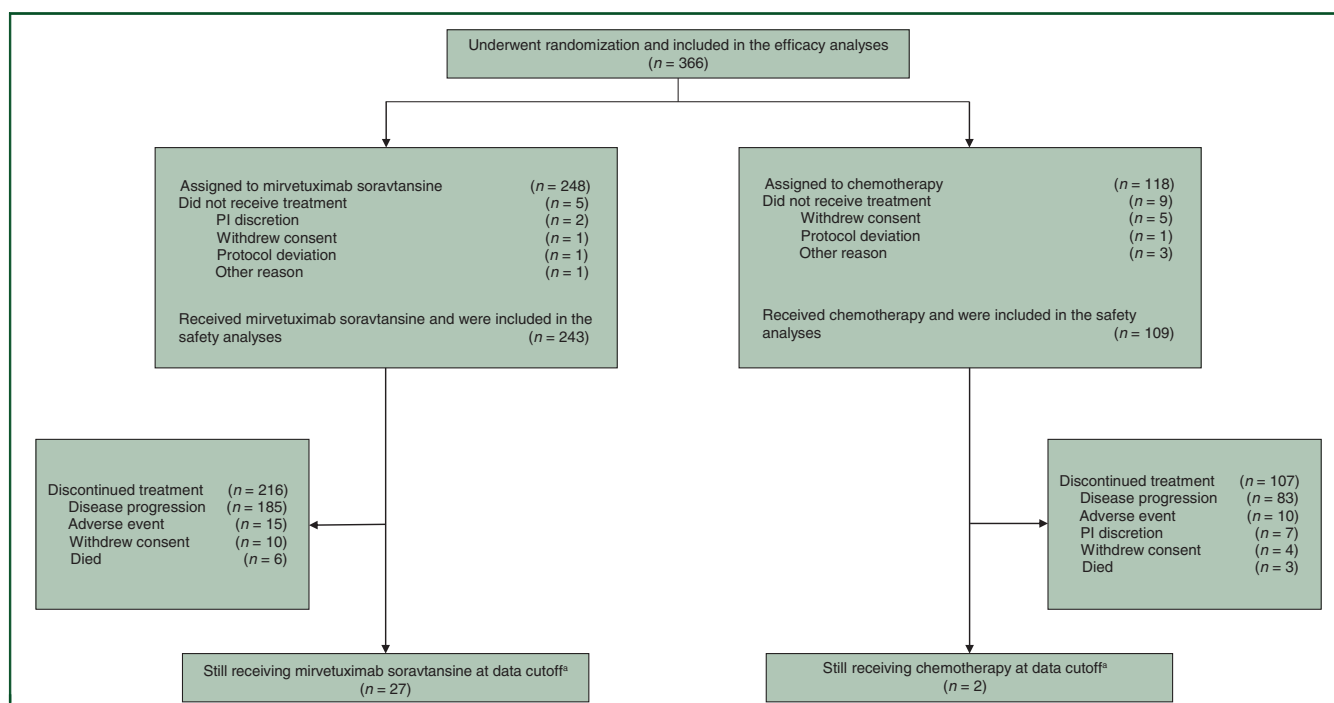 Underwent randomization and included in the efficacy analyses
(n = 366)
Assigned to mirvetuximab soravtansine (n = 248)
Did not receive treatment (n = 5)
PI discretion (n = 2)
Withdrew consent (n = 1)
Protocol deviation (n = 1)
Other reason (n = 1)
Received mirvetuximab soravtansine and were included in the
safety analyses (n = 243)
Assigned to chemotherapy (n = 118)
Did not receive treatment (n = 9)
Withdrew consent (n = 5)
Protocol deviation (n = 1)
Other reason (n = 3)
Received chemotherapy and were included in the safety
analyses (n = 109)
Discontinued treatment (n = 216)
Disease progression (n = 185)
Adverse event (n = 15)
Withdrew consent (n = 10)
Died (n = 6)
Discontinued treatment (n = 107)
Disease progression (n = 83)
Adverse event (n = 10)
PI discretion (n = 7)
Withdrew consent (n = 4)
Died (n = 3)
Still receiving mirvetuximab soravtansine at data cutoffᵃ
(n = 27)
Still receiving chemotherapy at data cutoffᵃ
(n = 2)